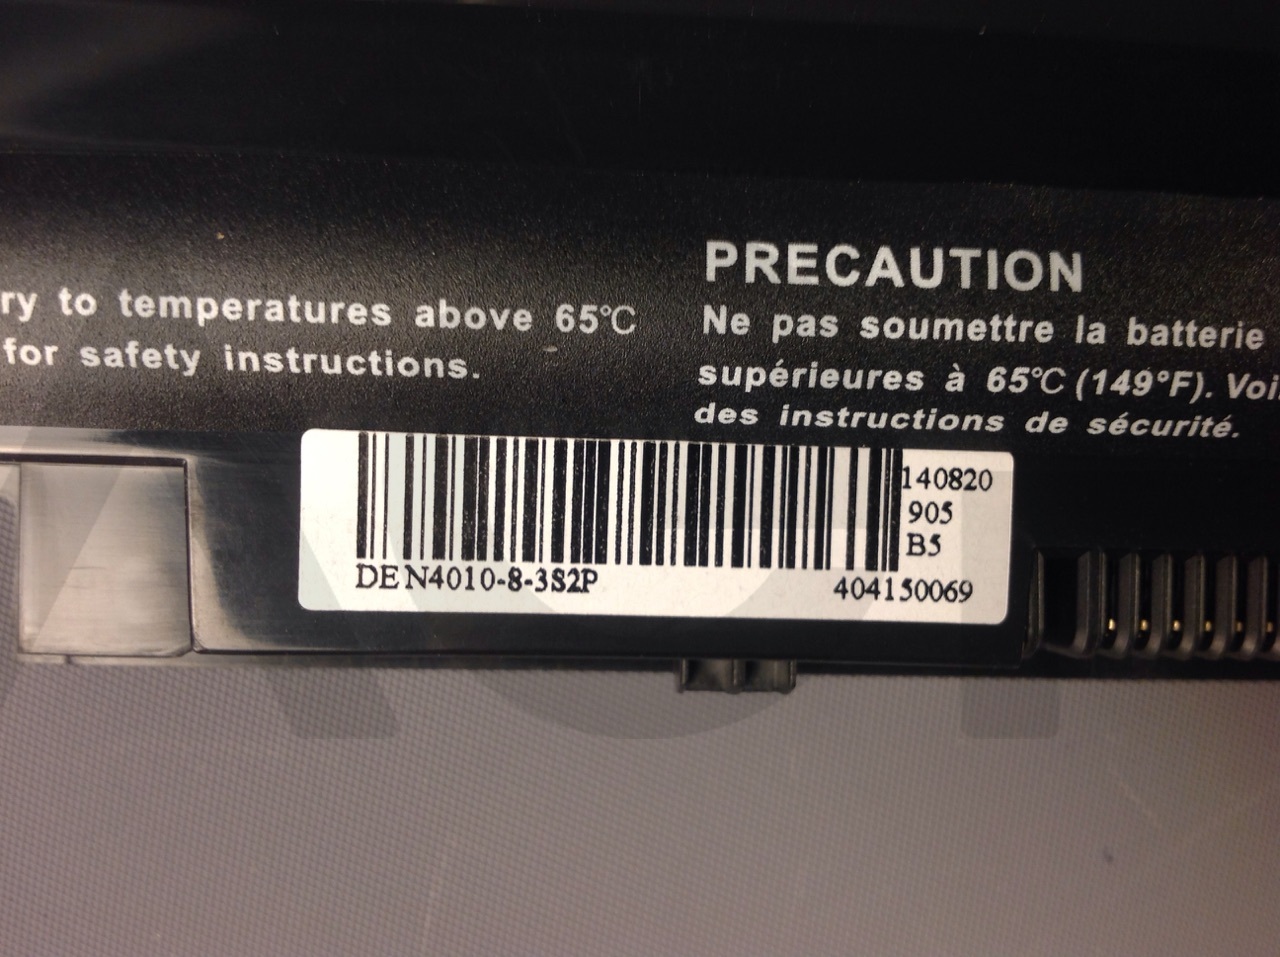 ry to temperatures above 65℃
for safety instructions.
PRECAUTION
Ne pas soumettre la batterie
supérieures à 65℃ (149°F). Voi
des instructions de sécurité.
140820
905
B5
DEN4010-8-3S2P
404150069